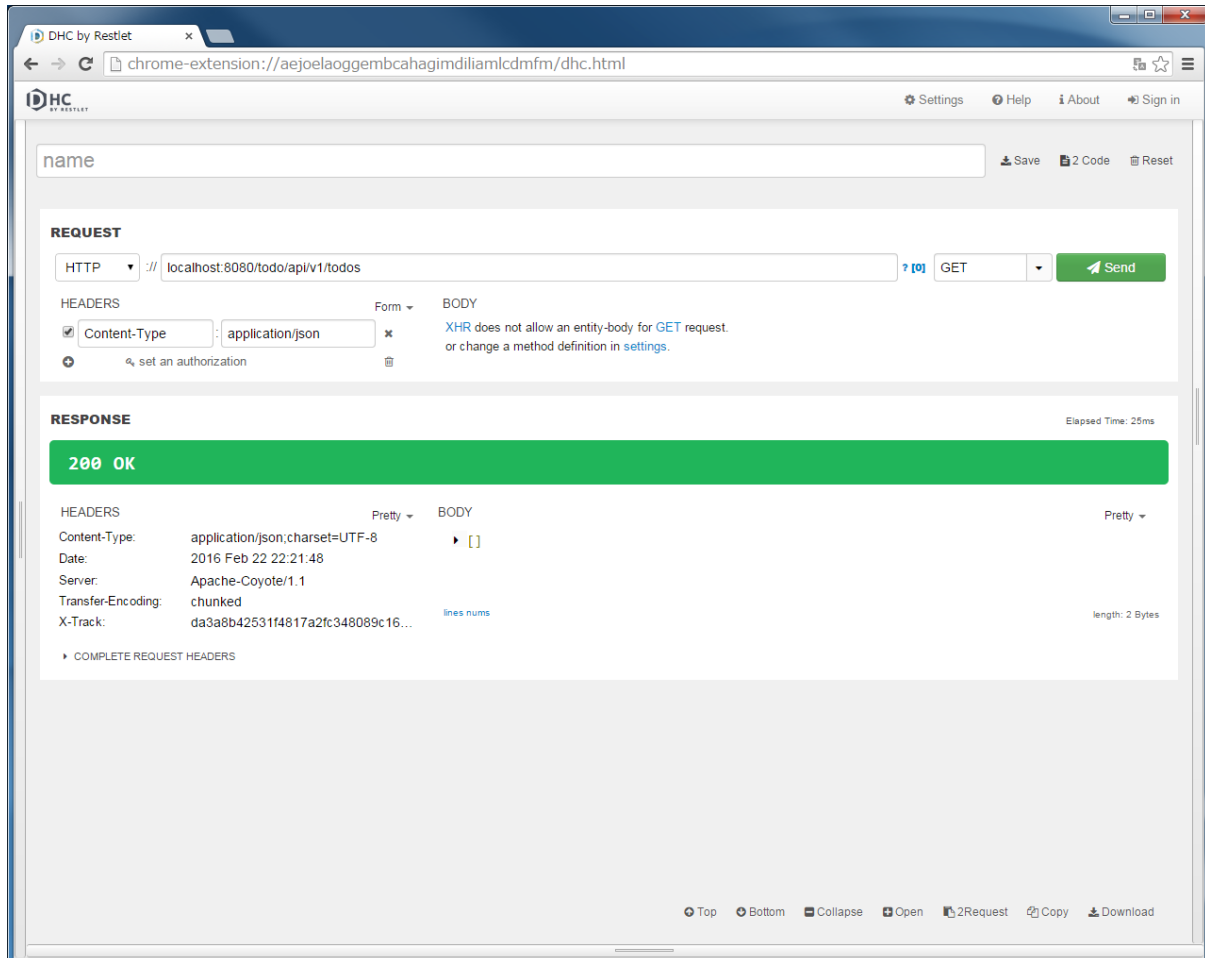 DHC by Restlet
chrome-extension://aejoelaoggembcahagimdiliamlcdmfm/dhc.html
DHC BY RESTLET
Settings Help About Sign in
name Save 2 Code Reset
REQUEST
HTTP :// localhost:8080/todo/api/v1/todos ? [0] GET Send
HEADERS Form BODY
Content-Type : application/json XHR does not allow an entity-body for GET request.
or change a method definition in settings.
set an authorization
RESPONSE Elapsed Time: 25ms
200 OK
HEADERS Pretty BODY Pretty
Content-Type: application/json;charset=UTF-8 []
Date: 2016 Feb 22 22:21:48
Server: Apache-Coyote/1.1
Transfer-Encoding: chunked
lines nums length: 2 Bytes
X-Track: da3a8b42531f4817a2fc348089c16...
COMPLETE REQUEST HEADERS
Top Bottom Collapse Open 2Request Copy Download